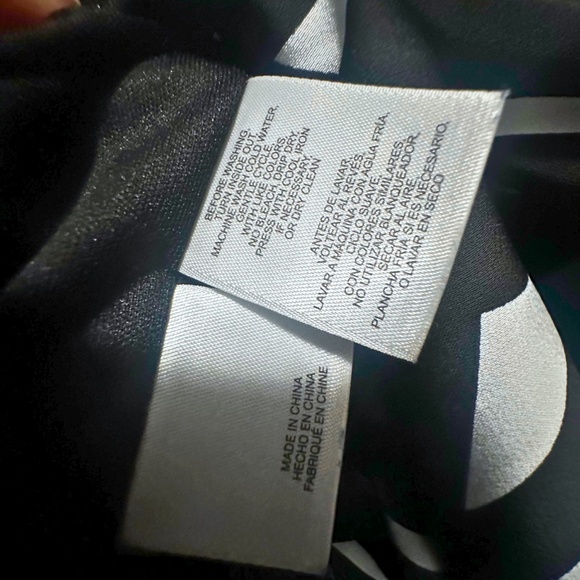 BEFORE WASHING,
TURN INSIDE OUT.
MACHINE WASH COLD WATER,
GENTLE CYCLE
WITH LIKE COLORS.
NO BLEACH, DRIP DRY.
PRESS WITH COOL IRON
IF NECESSARY
OR DRY CLEAN
ANTES DE LAVAR,
VOLTEAR AL REVES.
LAVAR A MAQUINA CON AGUA FRIA,
CON CICLO SUAVE
CON COLORES SIMILARES.
NO UTILIZAR BLANQUEADOR.
SECAR AL AIRE
PLANCHA FRIA SI ES NECESARIO,
O LAVAR EN SECO
MADE IN CHINA
HECHO EN CHINA
FABRIQUÉ EN CHINE